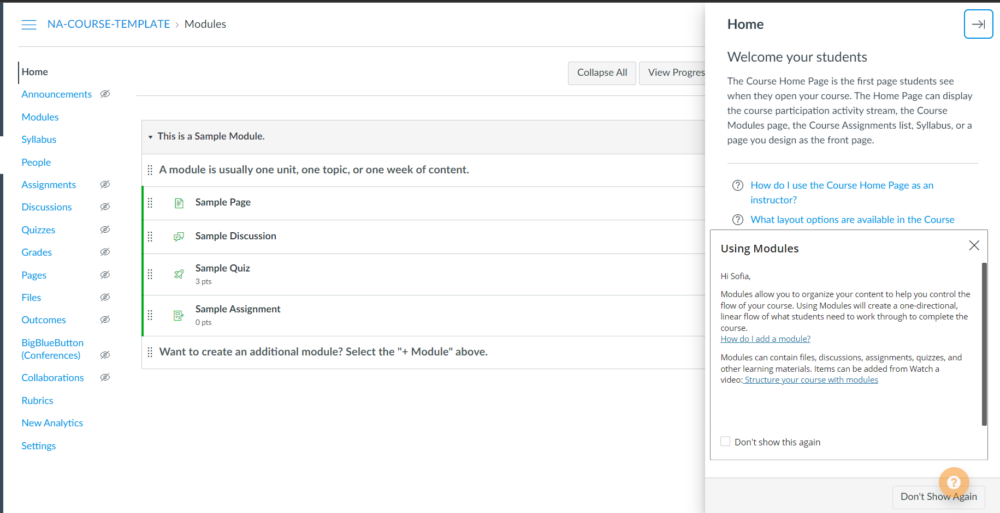 NA-COURSE-TEMPLATE › Modules
Home
Announcements
Modules
Syllabus
People
Assignments
Discussions
Quizzes
Grades
Pages
Files
Outcomes
BigBlueButton
(Conferences)
Collaborations
Rubrics
New Analytics
Settings
Collapse All
View Progres
This is a Sample Module.
A module is usually one unit, one topic, or one week of content.
Sample Page
Sample Discussion
Sample Quiz
3 pts
Sample Assignment
0 pts
Want to create an additional module? Select the "+ Module" above.
Home
Welcome your students
The Course Home Page is the first page students see
when they open your course. The Home Page can display
the course participation activity stream, the Course
Modules page, the Course Assignments list, Syllabus, or a
page you design as the front page.
How do I use the Course Home Page as an
instructor?
What layout options are available in the Course
Using Modules
Hi Sofia,
Modules allow you to organize your content to help you control the
flow of your course. Using Modules will create a one-directional,
linear flow of what students need to work through to complete the
course.
How do I add a module?
Modules can contain files, discussions, assignments, quizzes, and
other learning materials. Items can be added from Watch a
video: Structure your course with modules
Don't show this again
Don't Show Again